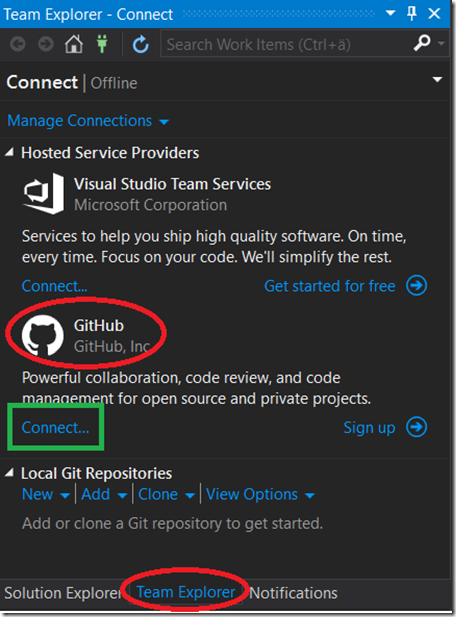 Team Explorer - Connect
Search Work Items (Ctrl+ä)
Connect | Offline
Manage Connections
Hosted Service Providers
Visual Studio Team Services
Microsoft Corporation
Services to help you ship high quality software. On time,
every time. Focus on your code. We'll simplify the rest.
Connect... Get started for free
GitHub
GitHub, Inc
Powerful collaboration, code review, and code
management for open source and private projects.
Connect... Sign up
Local Git Repositories
New | Add | Clone | View Options
Add or clone a Git repository to get started.
Solution Explorer Team Explorer Notifications